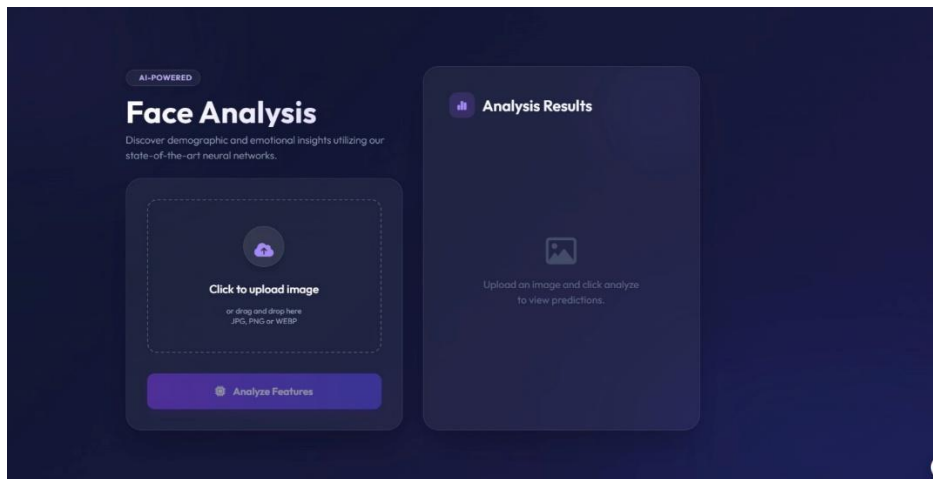 AI-POWERED
Face Analysis
Discover demographic and emotional insights utilizing our
state-of-the-art neural networks.
Click to upload image
or drag and drop here
JPG, PNG or WEBP
Analyze Features
Analysis Results
Upload an image and click analyze
to view predictions.